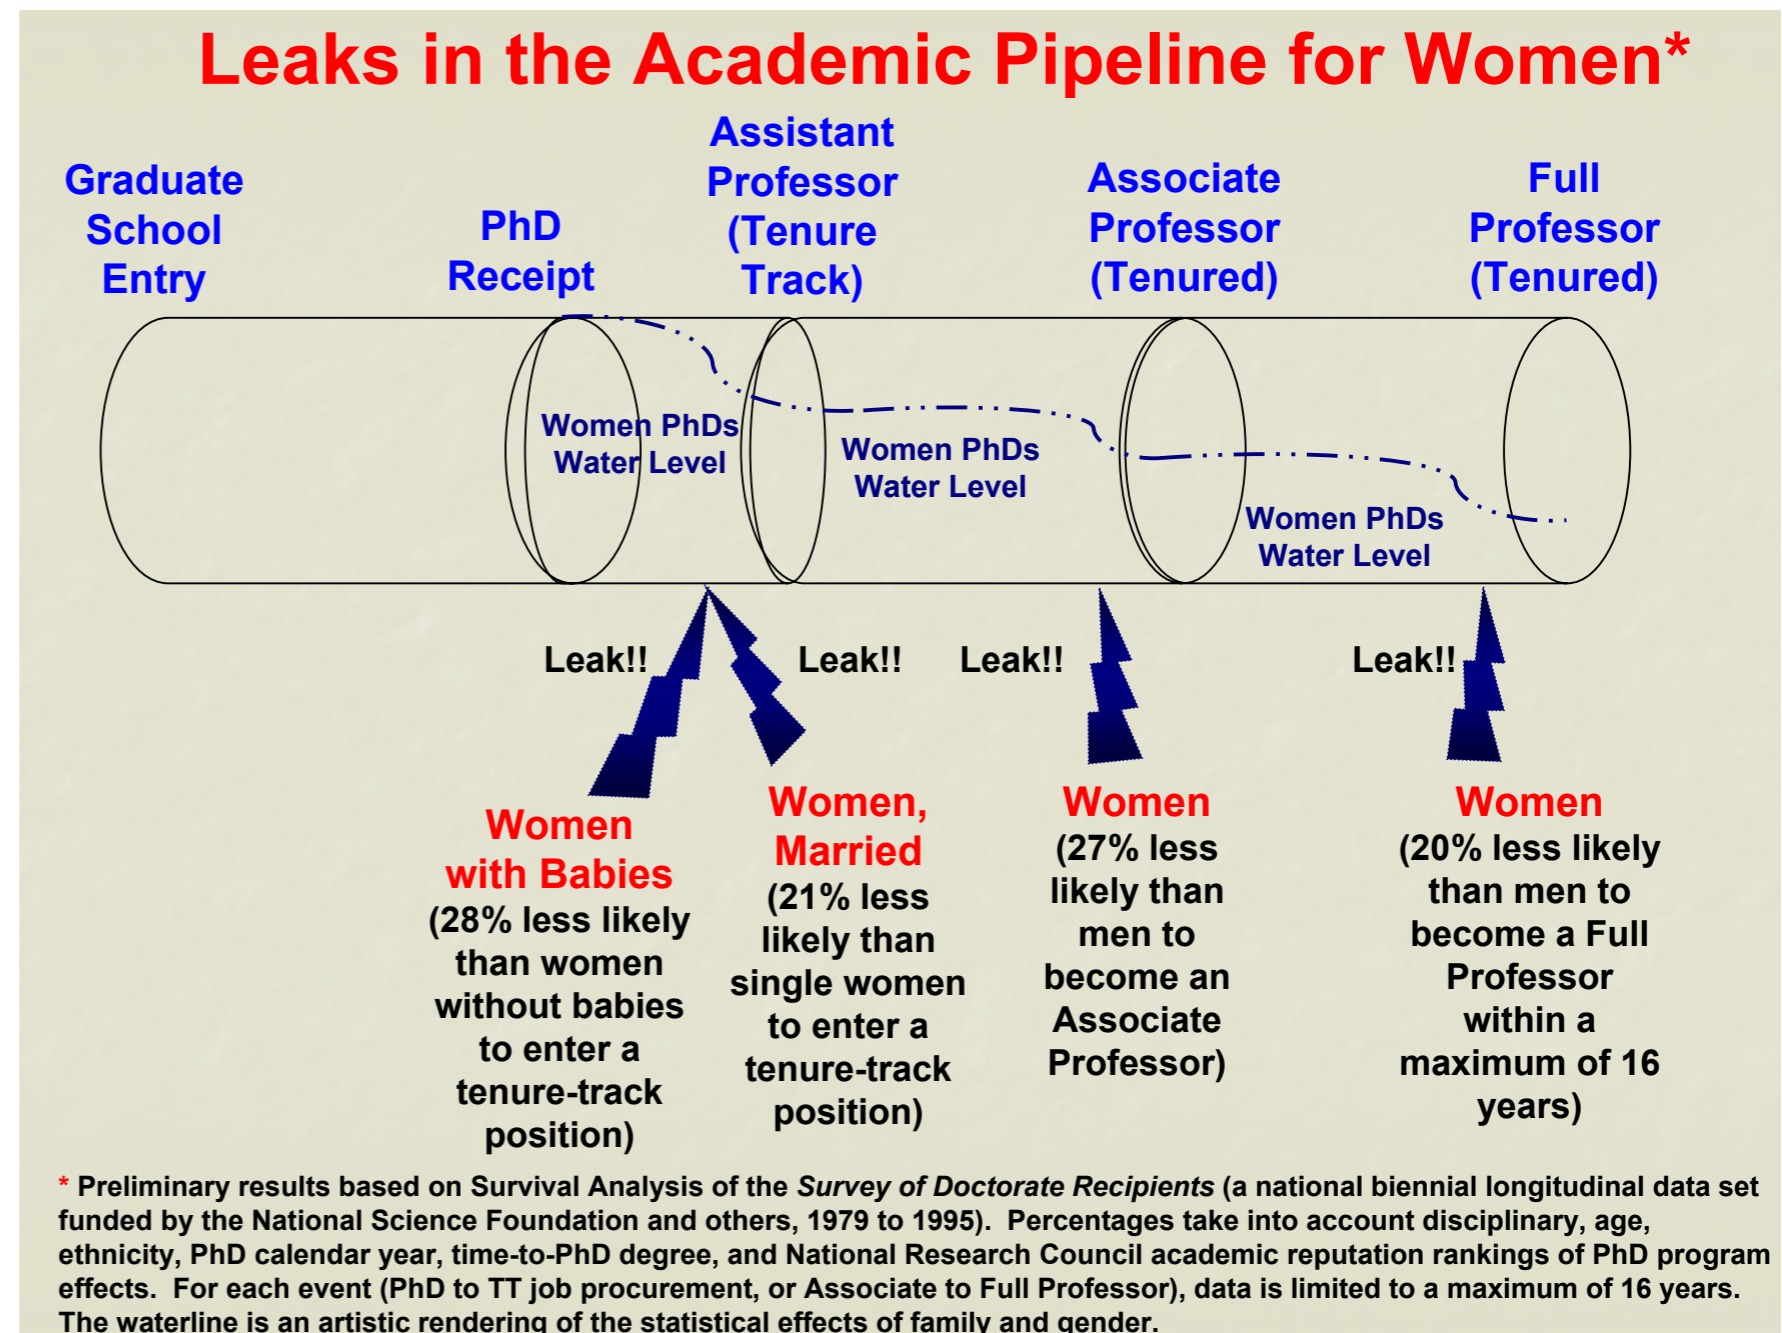 Leaks in the Academic Pipeline for Women*
Graduate
School
Entry
PhD
Receipt
Assistant
Professor
(Tenure
Track)
Associate
Professor
(Tenured)
Full
Professor
(Tenured)
Women PhDs
Water Level
Women PhDs
Water Level
Women PhDs
Water Level
Leak!!
Leak!!
Leak!!
Leak!!
Women
with Babies
(28% less likely
than women
without babies
to enter a
tenure-track
position)
Women,
Married
(21% less
likely than
single women
to enter a
tenure-track
position)
Women
(27% less
likely than
men to
become an
Associate
Professor)
Women
(20% less likely
than men to
become a Full
Professor
within a
maximum of 16
years)
* Preliminary results based on Survival Analysis of the Survey of Doctorate Recipients (a national biennial longitudinal data set
funded by the National Science Foundation and others, 1979 to 1995). Percentages take into account disciplinary, age,
ethnicity, PhD calendar year, time-to-PhD degree, and National Research Council academic reputation rankings of PhD program
effects. For each event (PhD to TT job procurement, or Associate to Full Professor), data is limited to a maximum of 16 years.
The waterline is an artistic rendering of the statistical effects of family and gender.